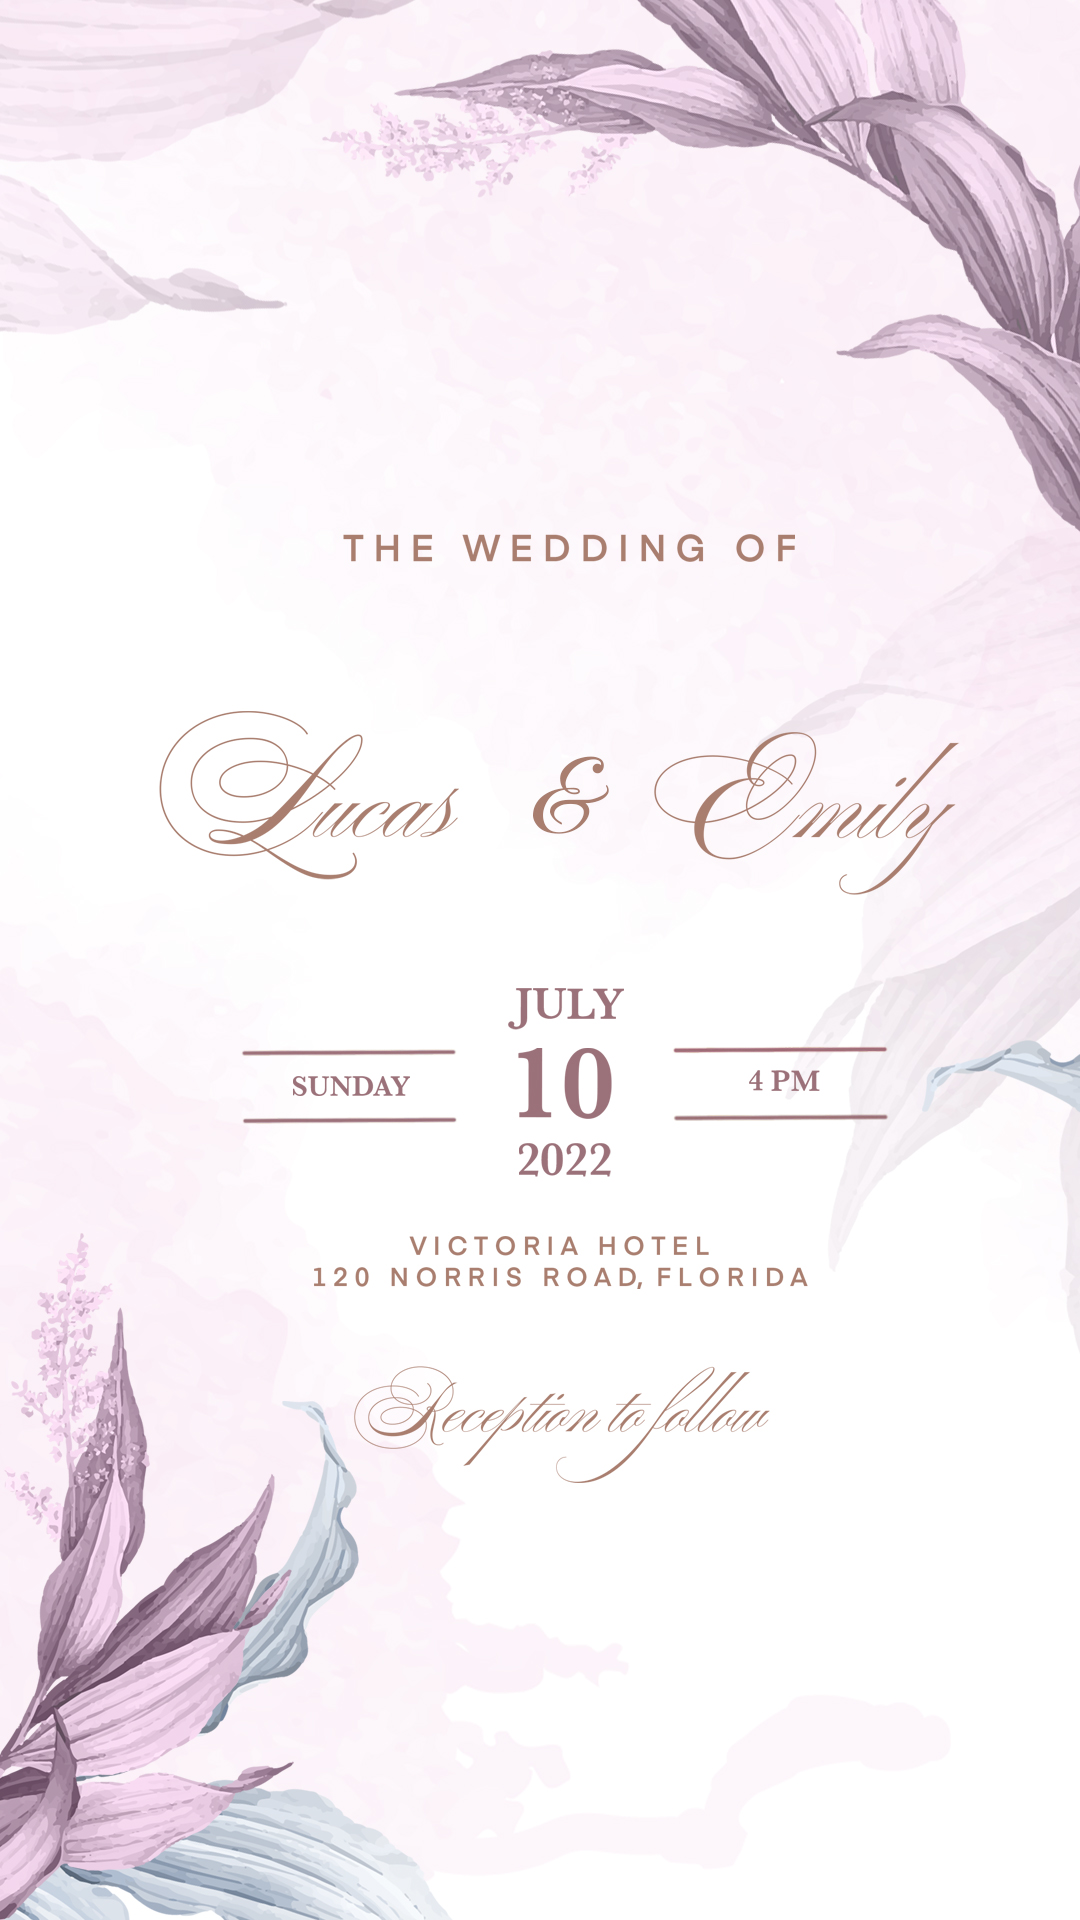 THE WEDDING OF
Lucas & Emily
JULY
SUNDAY 10 4 PM
2022
VICTORIA HOTEL
120 NORRIS ROAD, FLORIDA
Reception to follow